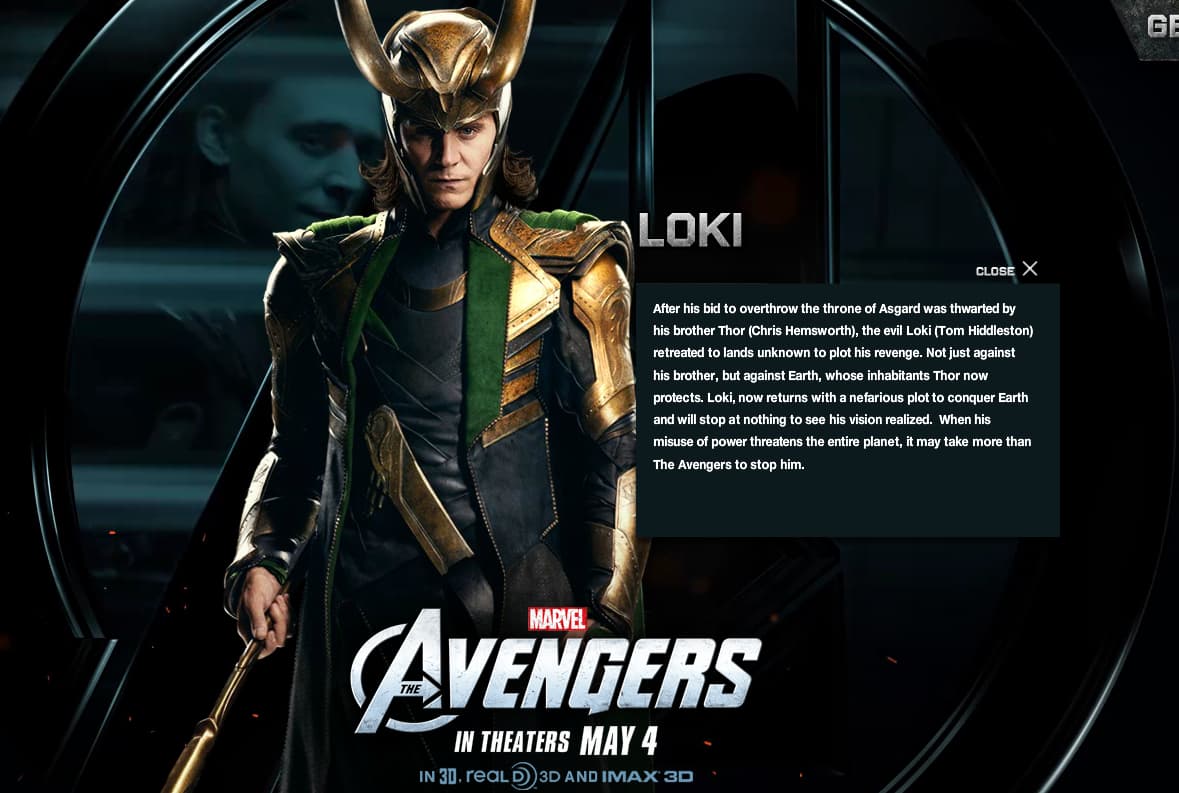 GE
LOKI
CLOSE
After his bid to overthrow the throne of Asgard was thwarted by
his brother Thor (Chris Hemsworth), the evil Loki (Tom Hiddleston)
retreated to lands unknown to plot his revenge. Not just against
his brother, but against Earth, whose inhabitants Thor now
protects. Loki, now returns with a nefarious plot to conquer Earth
and will stop at nothing to see his vision realized.  When his
misuse of power threatens the entire planet, it may take more than
The Avengers to stop him.
MARVEL
THE AVENGERS
IN THEATERS MAY 4
IN 3D, REAL D 3D AND IMAX 3D